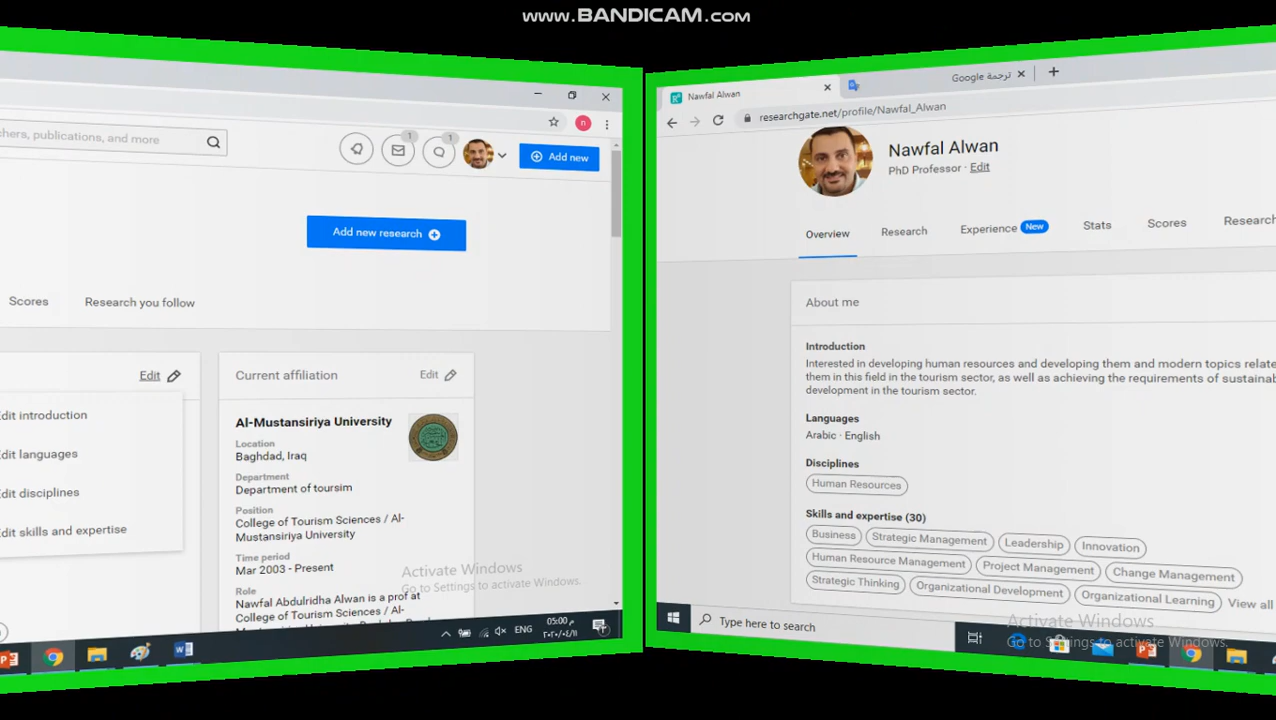 www.BANDICAM.com
chers, publications, and more
1
1
Add new
Add new research
Scores
Research you follow
Edit
Edit introduction
Edit languages
Edit disciplines
Edit skills and expertise
Current affiliation
Edit
Al-Mustansiriya University
Location
Baghdad, Iraq
Department
Department of toursim
Position
College of Tourism Sciences / Al-
Mustansiriya University
Time period
Mar 2003 - Present
Role
Nawfal Abdulridha Alwan is a prof at
College of Tourism Sciences / Al-
Activate Windows
Go to Settings to activate Windows.
ENG
05:00 م
Nawfal Alwan
ترجمة Google
researchgate.net/profile/Nawfal_Alwan
n
Nawfal Alwan
PhD Professor · Edit
Overview
Research
Experience New
Stats
Scores
Research
About me
Introduction
Interested in developing human resources and developing them and modern topics relate
them in this field in the tourism sector, as well as achieving the requirements of sustainab
development in the tourism sector.
Languages
Arabic · English
Disciplines
Human Resources
Skills and expertise (30)
Business
Strategic Management
Leadership
Innovation
Human Resource Management
Project Management
Change Management
Strategic Thinking
Organizational Development
Organizational Learning
View all
Activate Windows
Go to Settings to activate Windows.
Type here to search